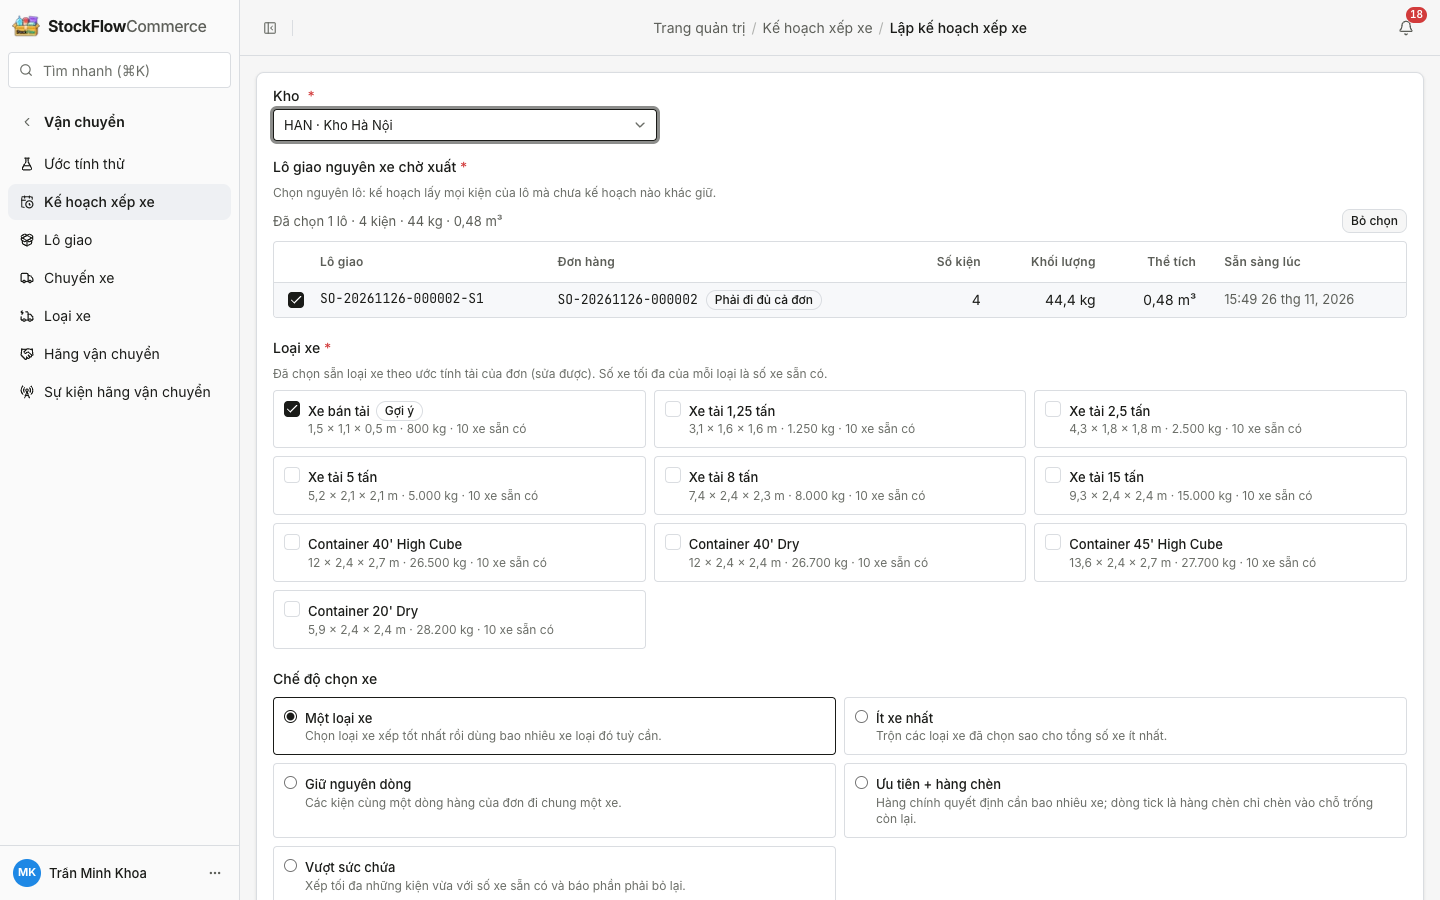 StockFlowCommerce
Tìm nhanh (⌘K)
Vận chuyển
Ước tính thử
Kế hoạch xếp xe
Lô giao
Chuyến xe
Loại xe
Hãng vận chuyển
Sự kiện hãng vận chuyển
MK Trần Minh Khoa
Trang quản trị / Kế hoạch xếp xe / Lập kế hoạch xếp xe
18
Kho *
HAN · Kho Hà Nội
Lô giao nguyên xe chờ xuất *
Chọn nguyên lô: kế hoạch lấy mọi kiện của lô mà chưa kế hoạch nào khác giữ.
Đã chọn 1 lô · 4 kiện · 44 kg · 0,48 m³
Bỏ chọn
Lô giao Đơn hàng Số kiện Khối lượng Thể tích Sẵn sàng lúc
SO-20261126-000002-S1 SO-20261126-000002 Phải đi đủ cả đơn 4 44,4 kg 0,48 m³ 15:49 26 thg 11, 2026
Loại xe *
Đã chọn sẵn loại xe theo ước tính tải của đơn (sửa được). Số xe tối đa của mỗi loại là số xe sẵn có.
Xe bán tải Gợi ý
1,5 × 1,1 × 0,5 m · 800 kg · 10 xe sẵn có
Xe tải 1,25 tấn
3,1 × 1,6 × 1,6 m · 1.250 kg · 10 xe sẵn có
Xe tải 2,5 tấn
4,3 × 1,8 × 1,8 m · 2.500 kg · 10 xe sẵn có
Xe tải 5 tấn
5,2 × 2,1 × 2,1 m · 5.000 kg · 10 xe sẵn có
Xe tải 8 tấn
7,4 × 2,4 × 2,3 m · 8.000 kg · 10 xe sẵn có
Xe tải 15 tấn
9,3 × 2,4 × 2,4 m · 15.000 kg · 10 xe sẵn có
Container 40' High Cube
12 × 2,4 × 2,7 m · 26.500 kg · 10 xe sẵn có
Container 40' Dry
12 × 2,4 × 2,4 m · 26.700 kg · 10 xe sẵn có
Container 45' High Cube
13,6 × 2,4 × 2,7 m · 27.700 kg · 10 xe sẵn có
Container 20' Dry
5,9 × 2,4 × 2,4 m · 28.200 kg · 10 xe sẵn có
Chế độ chọn xe
Một loại xe
Chọn loại xe xếp tốt nhất rồi dùng bao nhiêu xe loại đó tuỳ cần.
Ít xe nhất
Trộn các loại xe đã chọn sao cho tổng số xe ít nhất.
Giữ nguyên dòng
Các kiện cùng một dòng hàng của đơn đi chung một xe.
Ưu tiên + hàng chèn
Hàng chính quyết định cần bao nhiêu xe; dòng tick là hàng chèn chỉ chèn vào chỗ trống
còn lại.
Vượt sức chứa
Xếp tối đa những kiện vừa với số xe sẵn có và báo phần phải bỏ lại.